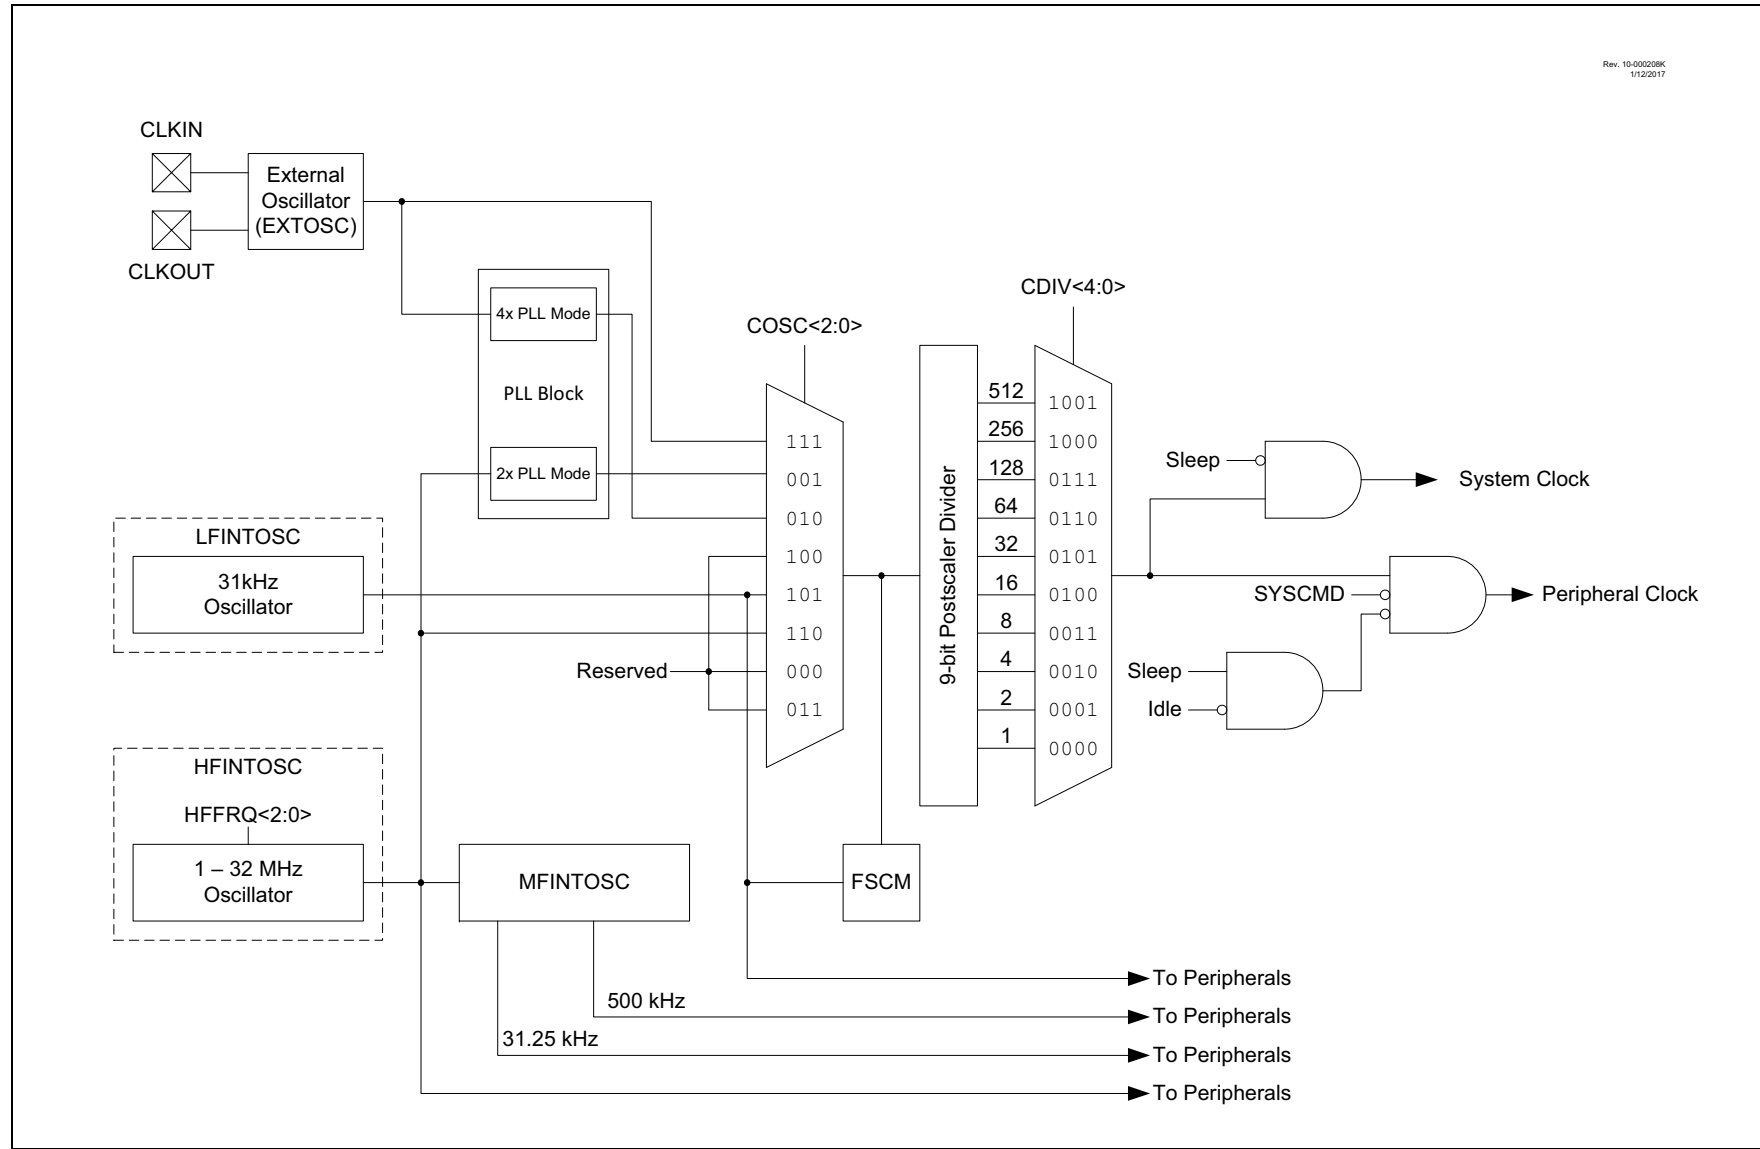 Rev. 10-000208K
1/12/2017
CLKIN
External
Oscillator
(EXTOSC)
CLKOUT
4x PLL Mode
PLL Block
2x PLL Mode
LFINTOSC
31kHz
Oscillator
Reserved
HFINTOSC
HFFRQ<2:0>
1 – 32 MHz
Oscillator
MFINTOSC
FSCM
COSC<2:0>
111
001
010
100
101
110
000
011
9-bit Postscaler Divider
512
256
128
64
32
16
8
4
2
1
CDIV<4:0>
1001
1000
0111
0110
0101
0100
0011
0010
0001
0000
Sleep
System Clock
SYSCMD
Peripheral Clock
Sleep
Idle
To Peripherals
500 kHz
To Peripherals
31.25 kHz
To Peripherals
To Peripherals